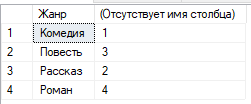 Жанр (Отсутствует имя столбца)
1 Комедия 1
2 Повесть 3
3 Рассказ 2
4 Роман 4